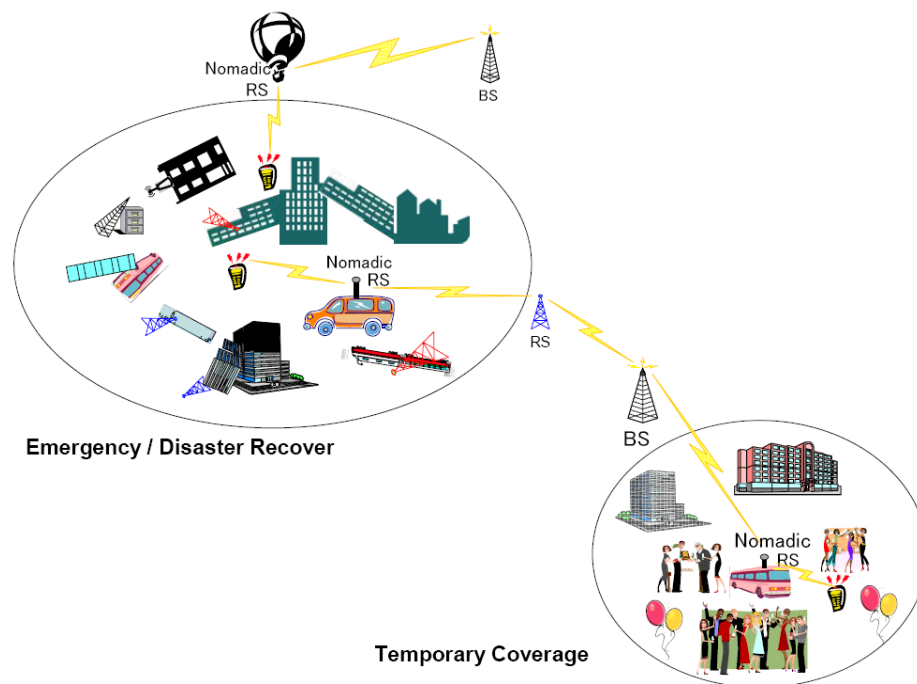 Nomadic
RS
BS
Nomadic
RS
RS
BS
Emergency / Disaster Recover
Nomadic
RS
Temporary Coverage